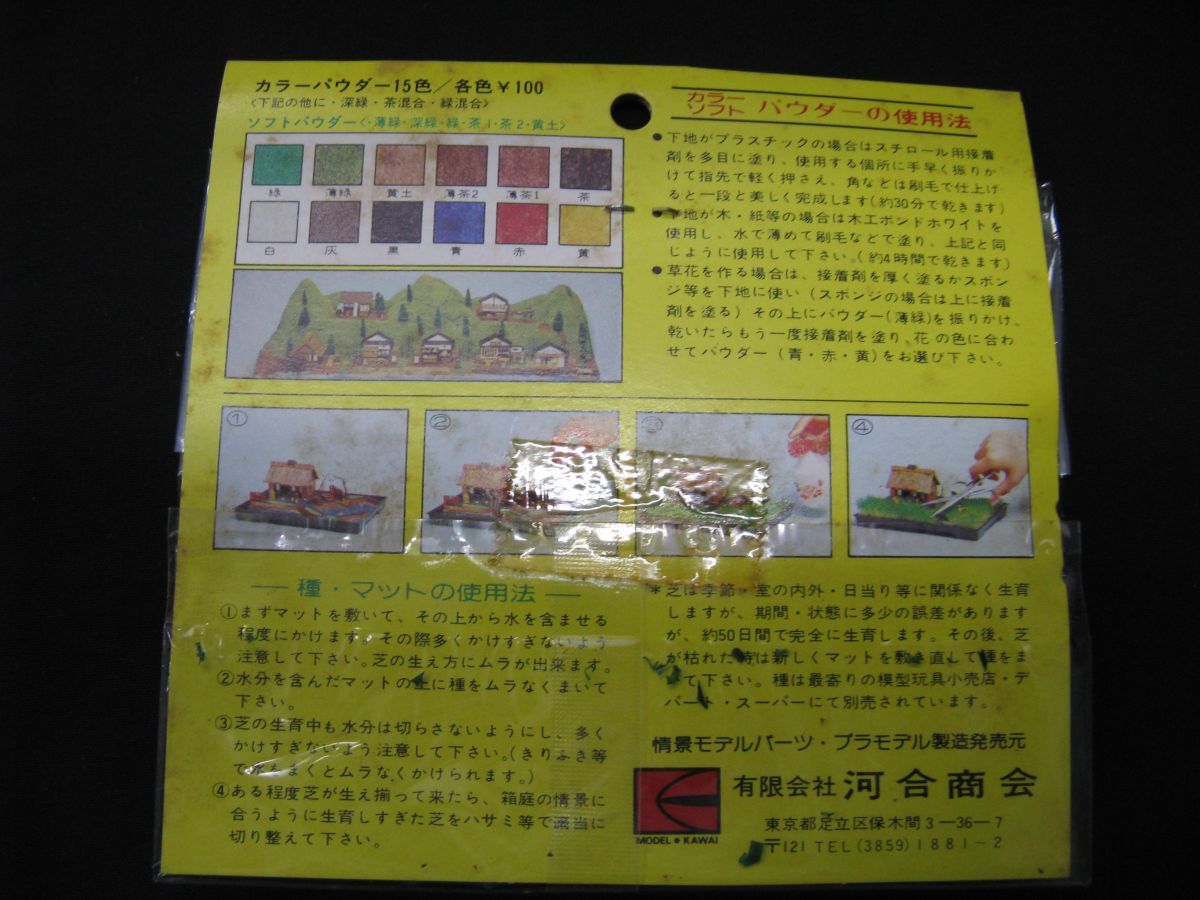 カラーパウダー15色／各色￥100
〈下記の他に・深緑・茶混合・緑混合〉
ソフトパウダー〈・薄緑・深緑・緑・茶1・茶2・黄土〉
緑 薄緑 黄土 薄茶2 薄茶1 茶
白 灰 黒 青 赤 黄
カラー
ソフト パウダーの使用法
●下地がプラスチックの場合はスチロール用接着
剤を多目に塗り、使用する個所に手早く振りか
けて指先で軽く押さえ、角などは刷毛で仕上げ
ると一段と美しく完成します(約30分で乾きます)
●下地が木・紙等の場合は木工ボンドホワイトを
使用し、水で薄めて刷毛などで塗り、上記と同
じように使用して下さい。(約4時間で乾きます)
●草花を作る場合は、接着剤を厚く塗るかスポン
ジ等を下地に使い（スポンジの場合は上に接着
剤を塗る）その上にパウダー(薄緑)を振りかけ、
乾いたらもう一度接着剤を塗り、花の色に合わ
せてパウダー（青・赤・黄）をお選び下さい。
① ② ③ ④
— 種・マットの使用法 —
①まずマットを敷いて、その上から水を含ませる
程度にかけます。その際多くかけすぎないよう
注意して下さい。芝の生え方にムラが出来ます。
②水分を含んだマットの上に種をムラなくまいて
下さい。
③芝の生育中も水分は切らさないようにし、多く
かけすぎないよう注意して下さい。(きりふき等
で水をまくとムラなくかけられます。)
④ある程度芝が生え揃って来たら、箱庭の情景に
合うように生育しすぎた芝をハサミ等で適当に
切り整えて下さい。
＊芝は季節・室の内外・日当り等に関係なく生育
しますが、期間・状態に多少の誤差があります
が、約50日間で完全に生育します。その後、芝
が枯れた時は新しくマットを敷き直して種をま
て下さい。種は最寄りの模型玩具小売店・デ
パート・スーパーにて別売されています。
情景モデルパーツ・プラモデル製造発売元
有限会社 河合商会
MODEL ● KAWAI
東京都足立区保木間3—36—7
〒121 TEL (3859) 1881-2